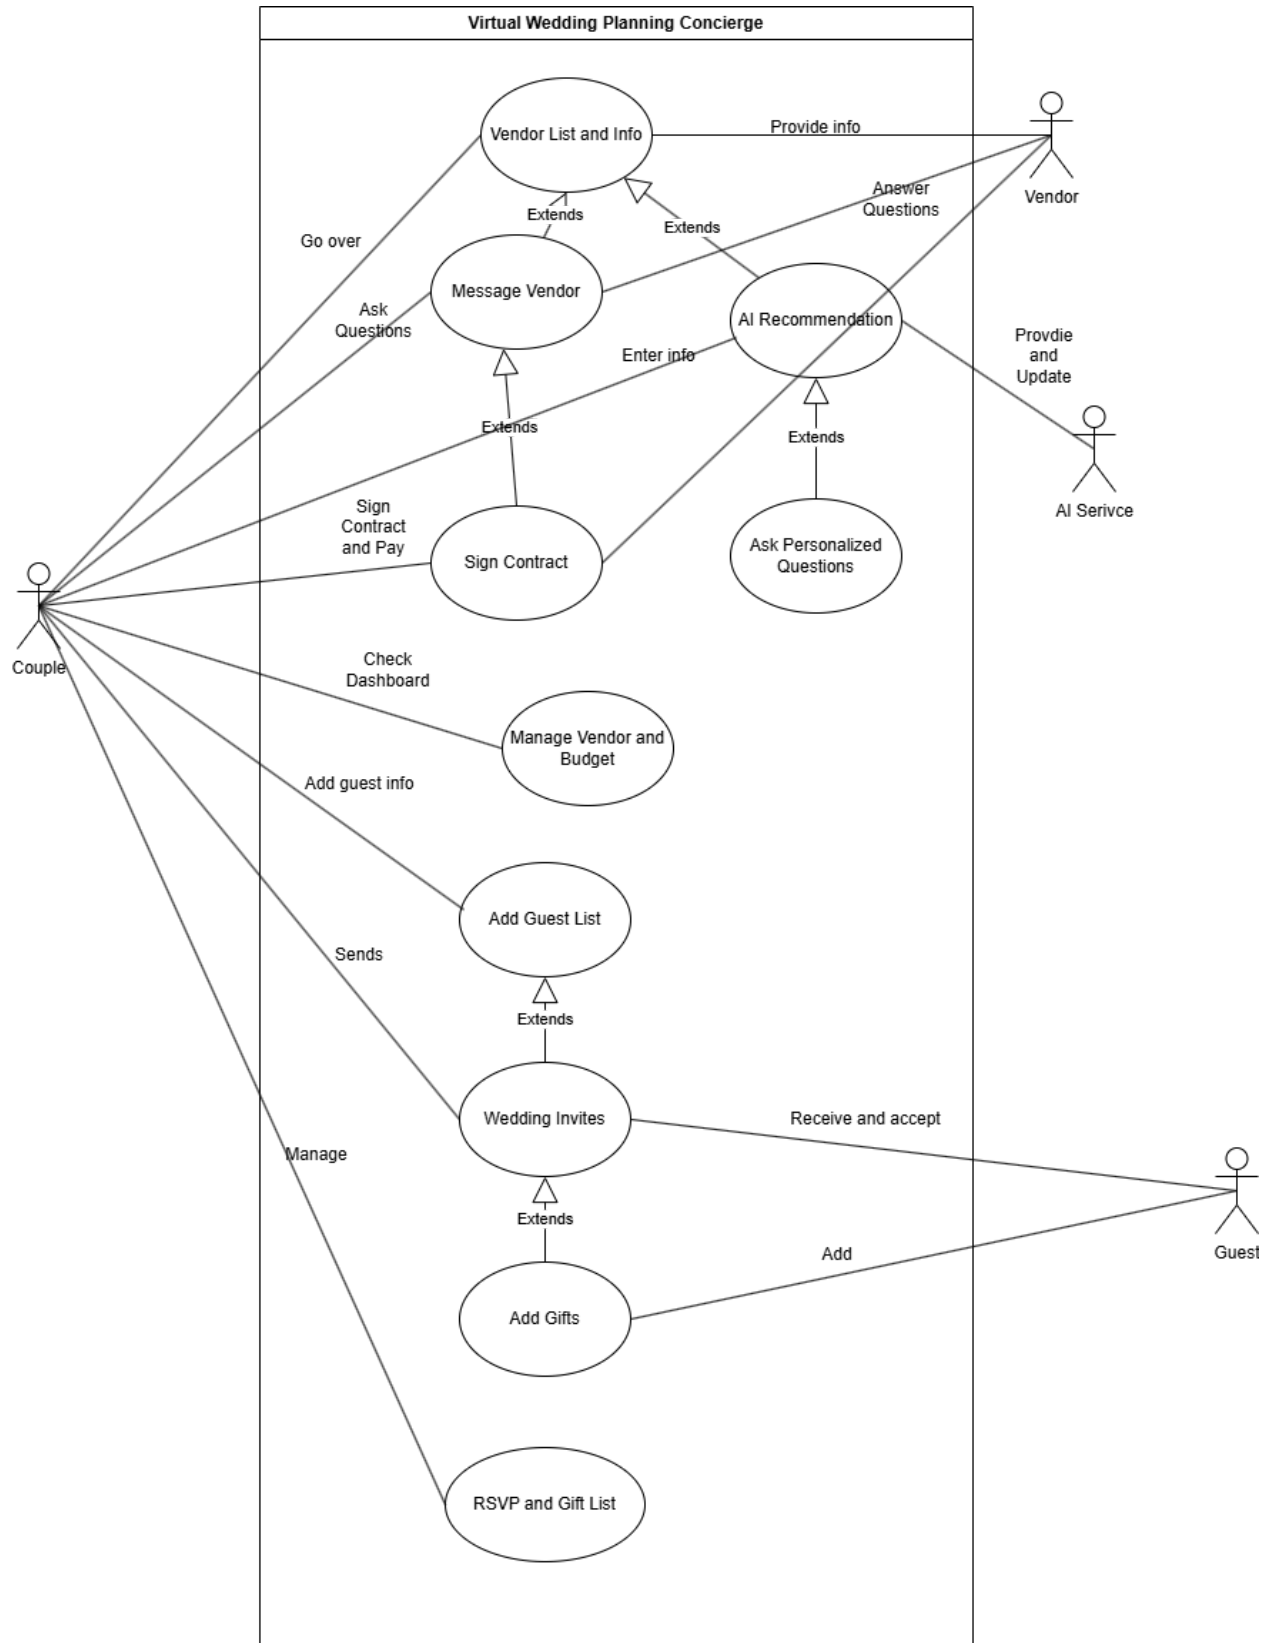 Virtual Wedding Planning Concierge
Vendor List and Info
Provide info
Vendor
Answer
Questions
Extends
Extends
Go over
Message Vendor
Ask
Questions
AI Recommendation
Enter info
Provdie
and
Update
AI Serivce
Extends
Extends
Sign
Contract
and Pay
Sign Contract
Ask Personalized
Questions
Couple
Check
Dashboard
Manage Vendor and
Budget
Add guest info
Add Guest List
Sends
Extends
Wedding Invites
Receive and accept
Manage
Extends
Guest
Add
Add Gifts
RSVP and Gift List